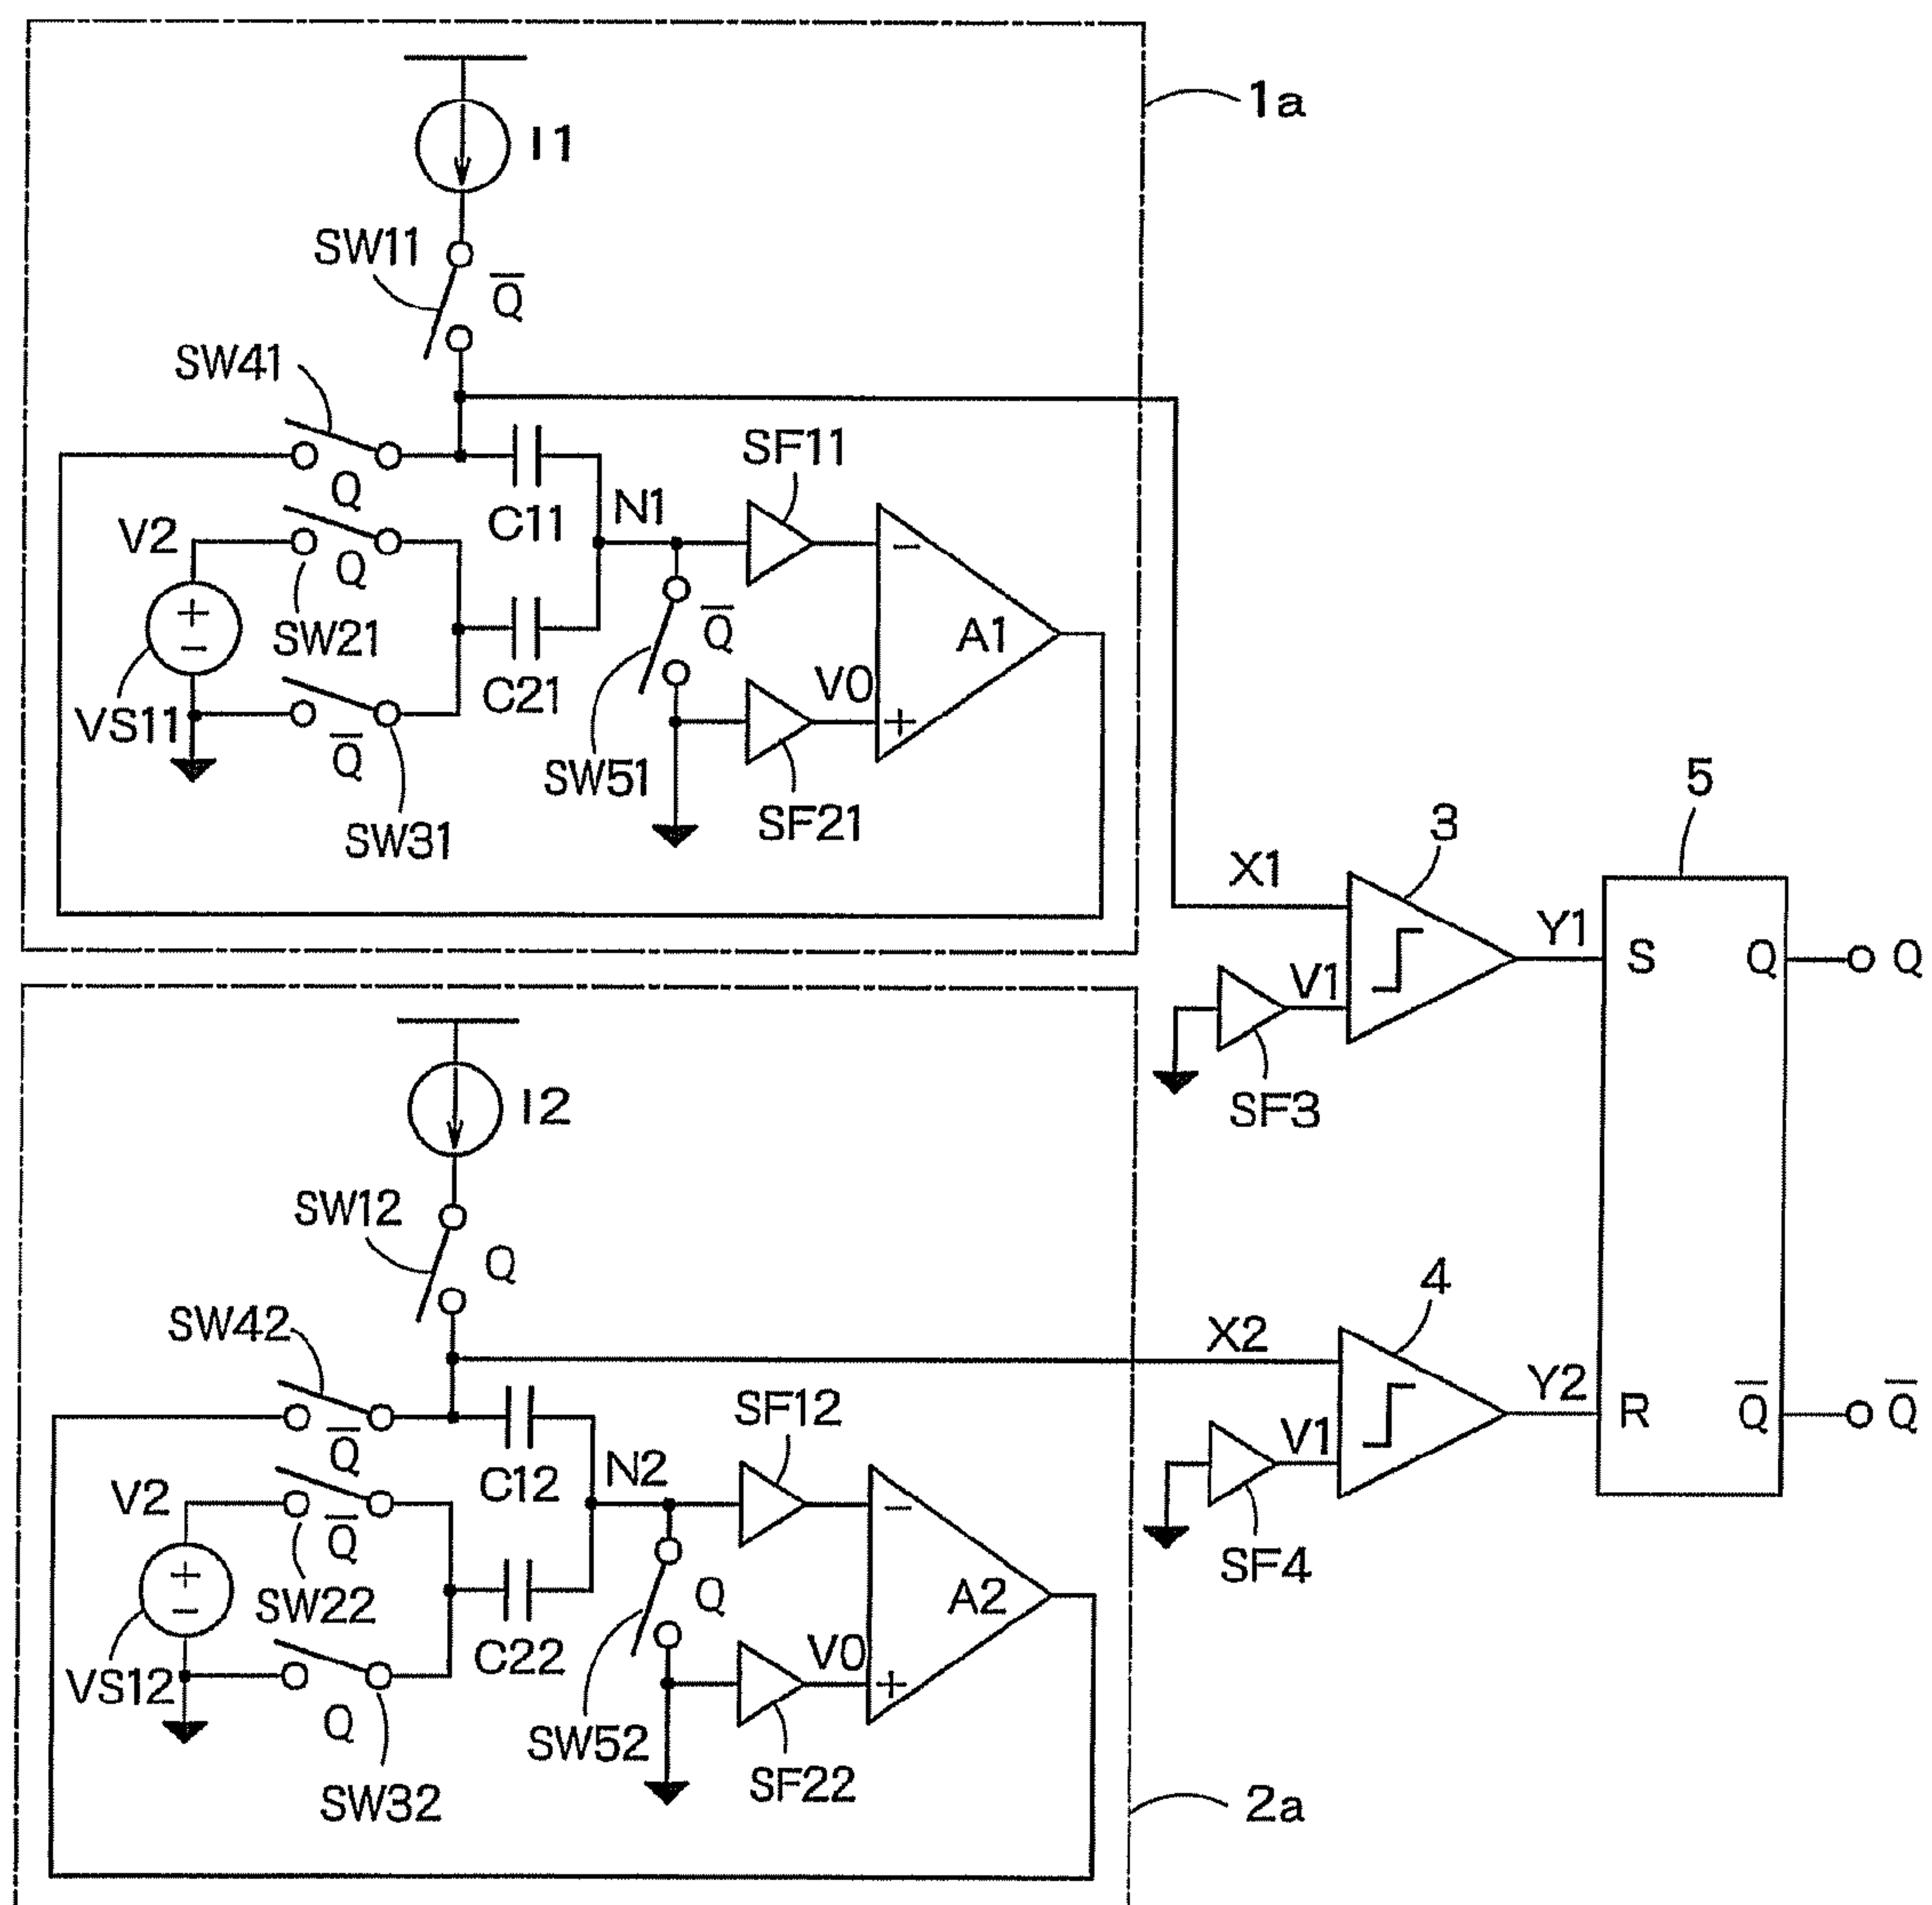 1a
I1
SW11
Q̅
SW41
Q
C11
N1
SF11
V2
Q
SW21
C21
Q̅
V0
A1
VS11
Q̅
SW31
SW51
SF21
5
3
X1
Y1
S
Q
Q
V1
SF3
I2
SW12
Q
4
SW42
X2
Y2
R
Q̅
Q̅
Q̅
C12
N2
SF12
V1
SF4
V2
Q̅
SW22
C22
Q
V0
A2
VS12
Q
SW32
SW52
SF22
2a